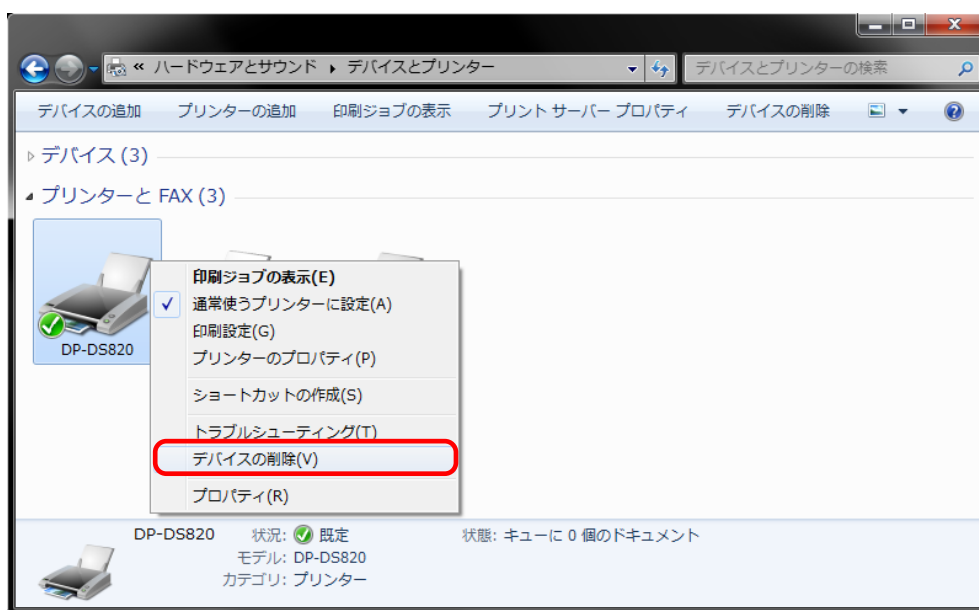 « ハードウェアとサウンド ▸ デバイスとプリンター
デバイスとプリンターの検索
デバイスの追加 プリンターの追加 印刷ジョブの表示 プリント サーバー プロパティ デバイスの削除
デバイス (3)
プリンターと FAX (3)
DP-DS820
印刷ジョブの表示(E)
通常使うプリンターに設定(A)
印刷設定(G)
プリンターのプロパティ(P)
ショートカットの作成(S)
トラブルシューティング(T)
デバイスの削除(V)
プロパティ(R)
DP-DS820 状況: 既定 状態: キューに 0 個のドキュメント
モデル: DP-DS820
カテゴリ: プリンター